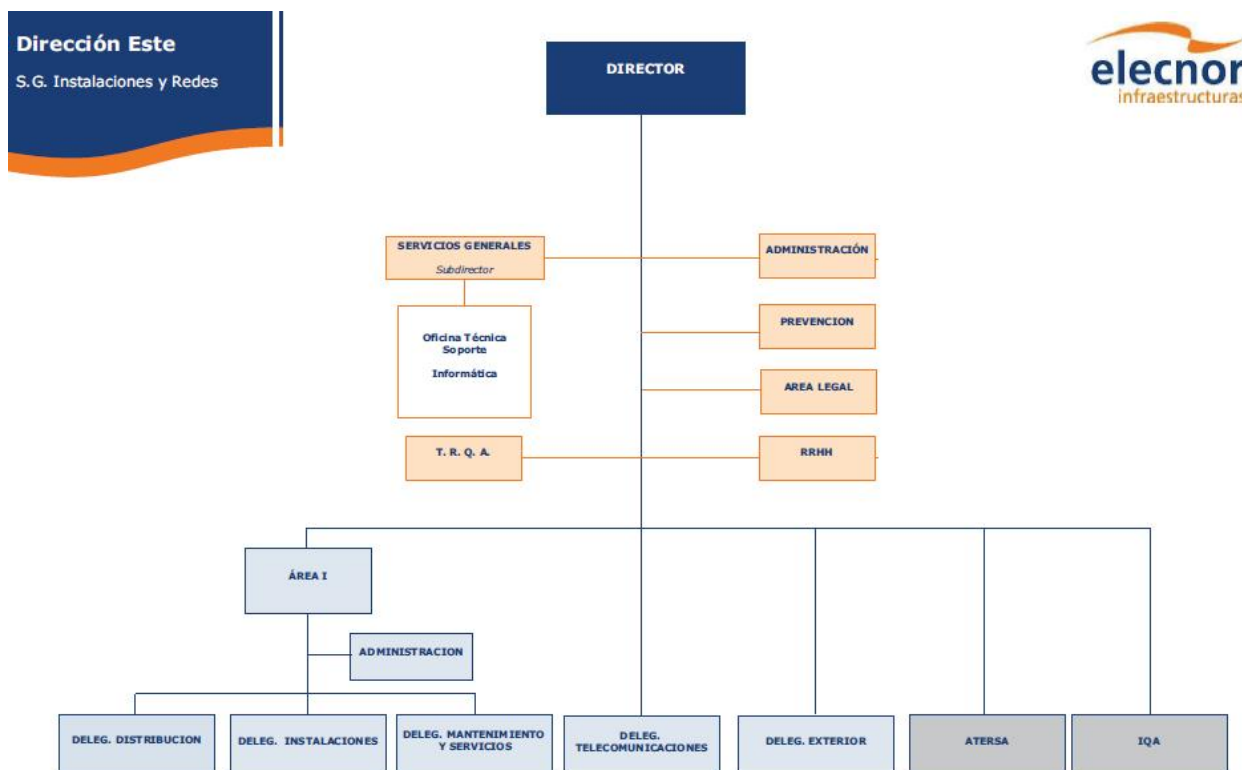 Dirección Este
S.G. Instalaciones y Redes
DIRECTOR
elecnor
infraestructuras
SERVICIOS GENERALES
Subdirector
ADMINISTRACIÓN
Oficina Técnica
Soporte
Informática
PREVENCION
AREA LEGAL
T. R. Q. A.
RRHH
ÁREA I
ADMINISTRACION
DELEG. DISTRIBUCION
DELEG. INSTALACIONES
DELEG. MANTENIMIENTO
Y SERVICIOS
DELEG.
TELECOMUNICACIONES
DELEG. EXTERIOR
ATERSA
IQA